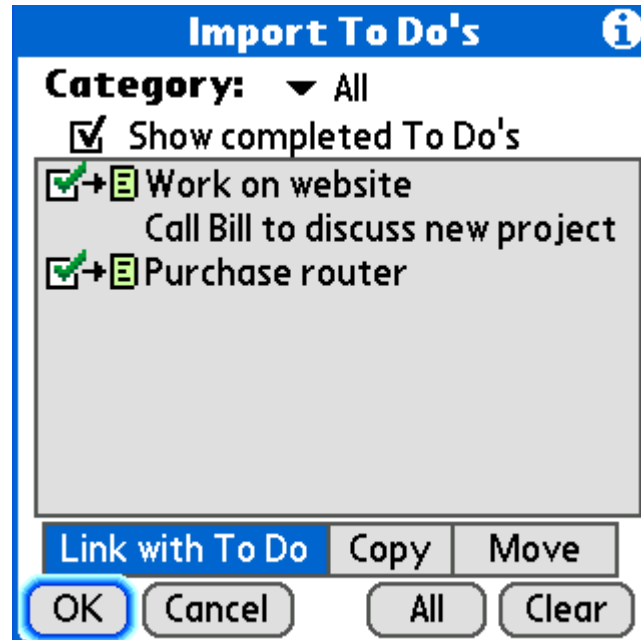 Import To Do's
Category: All
Show completed To Do's
Work on website
Call Bill to discuss new project
Purchase router
Link with To Do Copy Move
OK Cancel All Clear